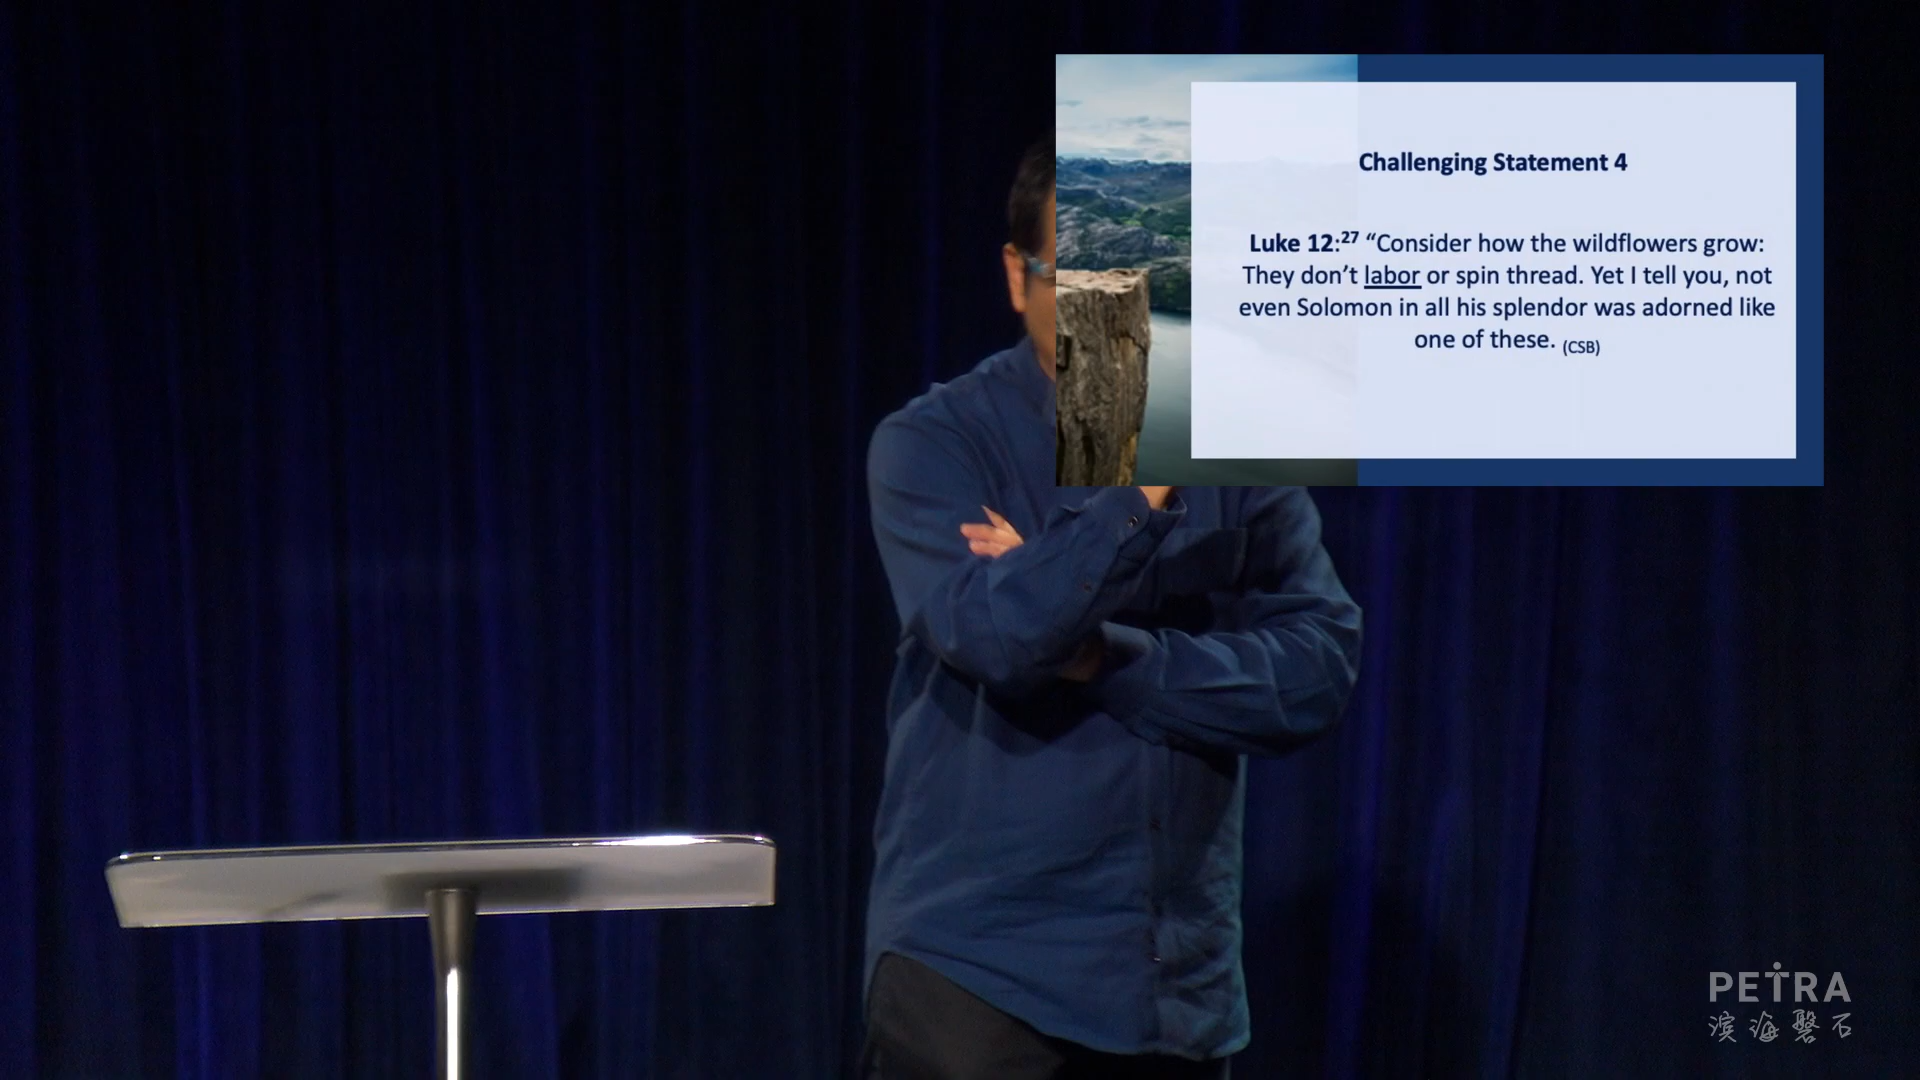 Challenging Statement 4
Luke 12:27 “Consider how the wildflowers grow:
They don’t labor or spin thread. Yet I tell you, not
even Solomon in all his splendor was adorned like
one of these. (CSB)
PETRA
滨海磐石